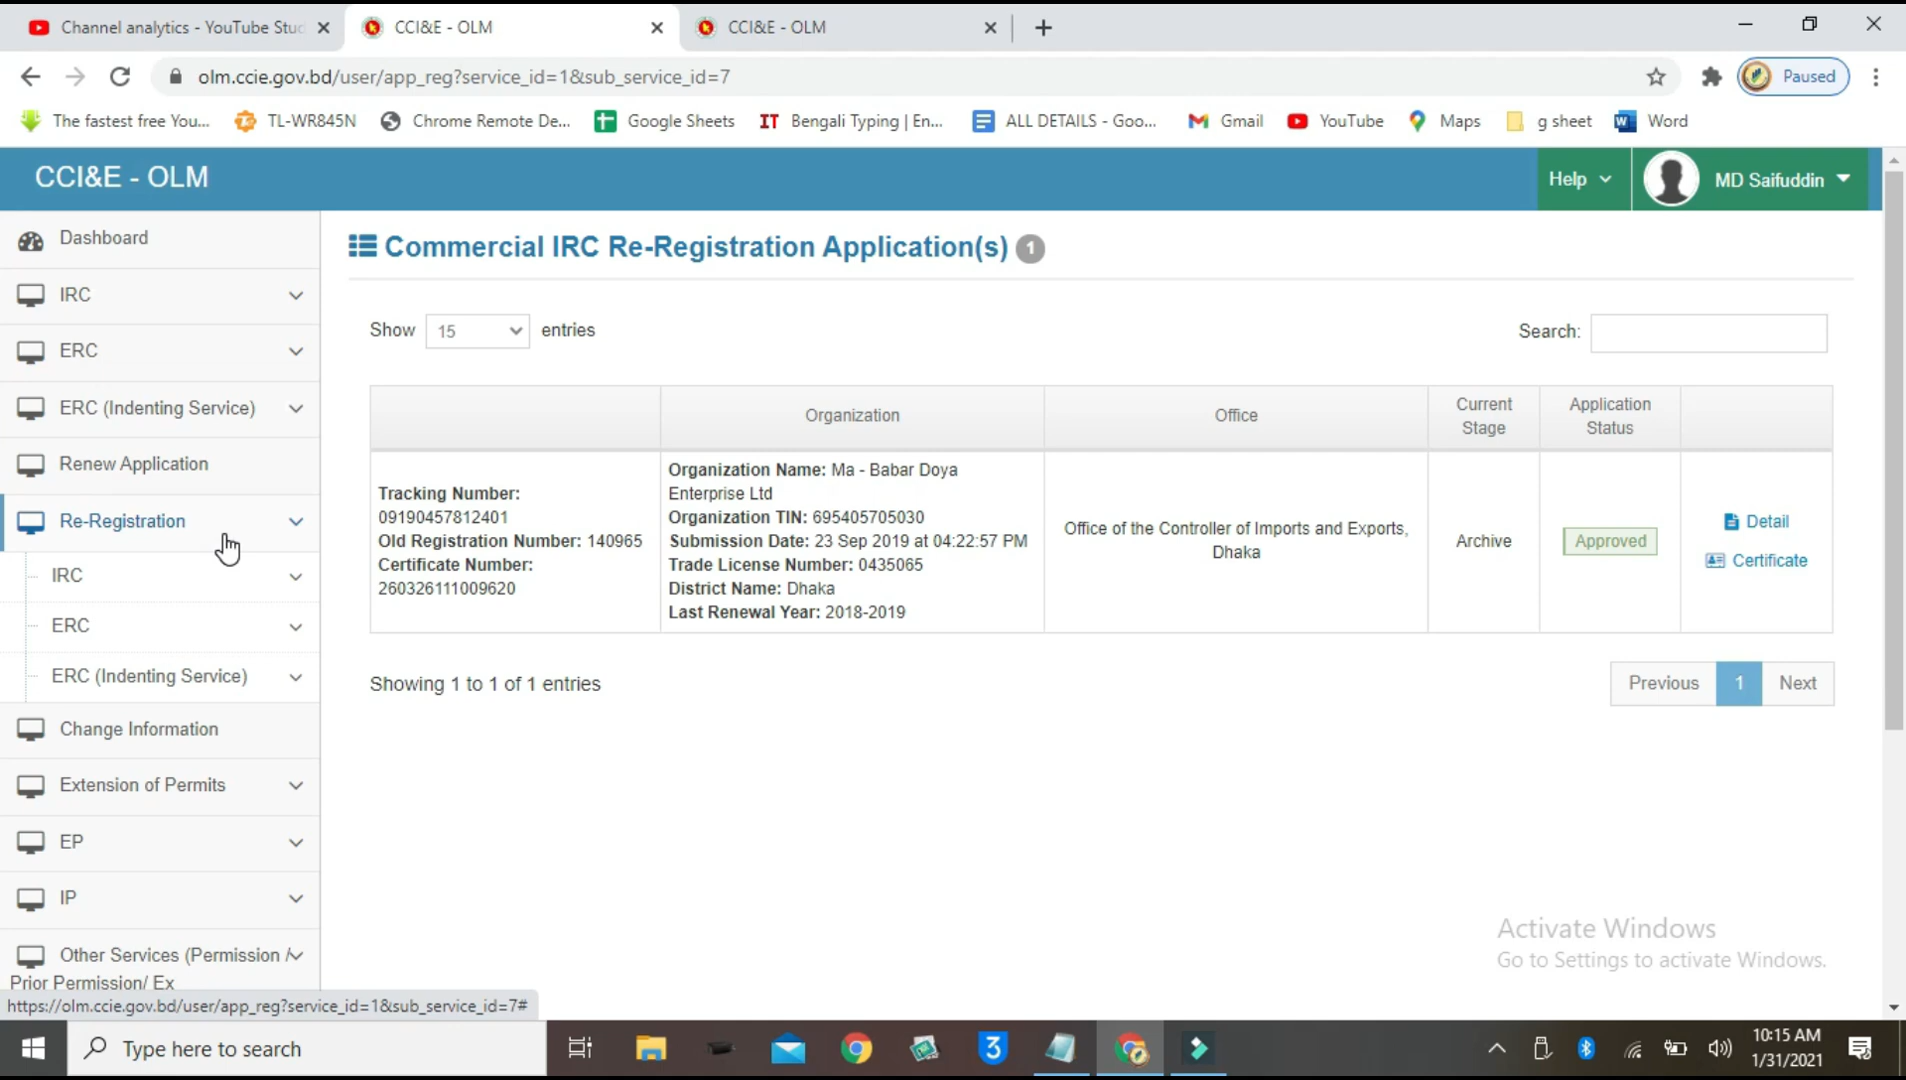 Channel analytics - YouTube Stuc
CCI&E - OLM
CCI&E - OLM
olm.ccie.gov.bd/user/app_reg?service_id=1&sub_service_id=7
Paused
The fastest free You...
TL-WR845N
Chrome Remote De...
Google Sheets
IT Bengali Typing | En...
ALL DETAILS - Goo...
Gmail
YouTube
Maps
g sheet
Word
CCI&E - OLM
Help
MD Saifuddin
Dashboard
IRC
ERC
ERC (Indenting Service)
Renew Application
Re-Registration
IRC
ERC
ERC (Indenting Service)
Change Information
Extension of Permits
EP
IP
Other Services (Permission /
Prior Permission/ Ex
https://olm.ccie.gov.bd/user/app_reg?service_id=1&sub_service_id=7#
Commercial IRC Re-Registration Application(s) 1
Show 15 entries
Search:
Organization
Office
Current
Stage
Application
Status
Tracking Number:
09190457812401
Old Registration Number: 140965
Certificate Number:
260326111009620
Organization Name: Ma - Babar Doya
Enterprise Ltd
Organization TIN: 695405705030
Submission Date: 23 Sep 2019 at 04:22:57 PM
Trade License Number: 0435065
District Name: Dhaka
Last Renewal Year: 2018-2019
Office of the Controller of Imports and Exports,
Dhaka
Archive
Approved
Detail
Certificate
Showing 1 to 1 of 1 entries
Previous 1 Next
Activate Windows
Go to Settings to activate Windows.
Type here to search
3
10:15 AM
1/31/2021